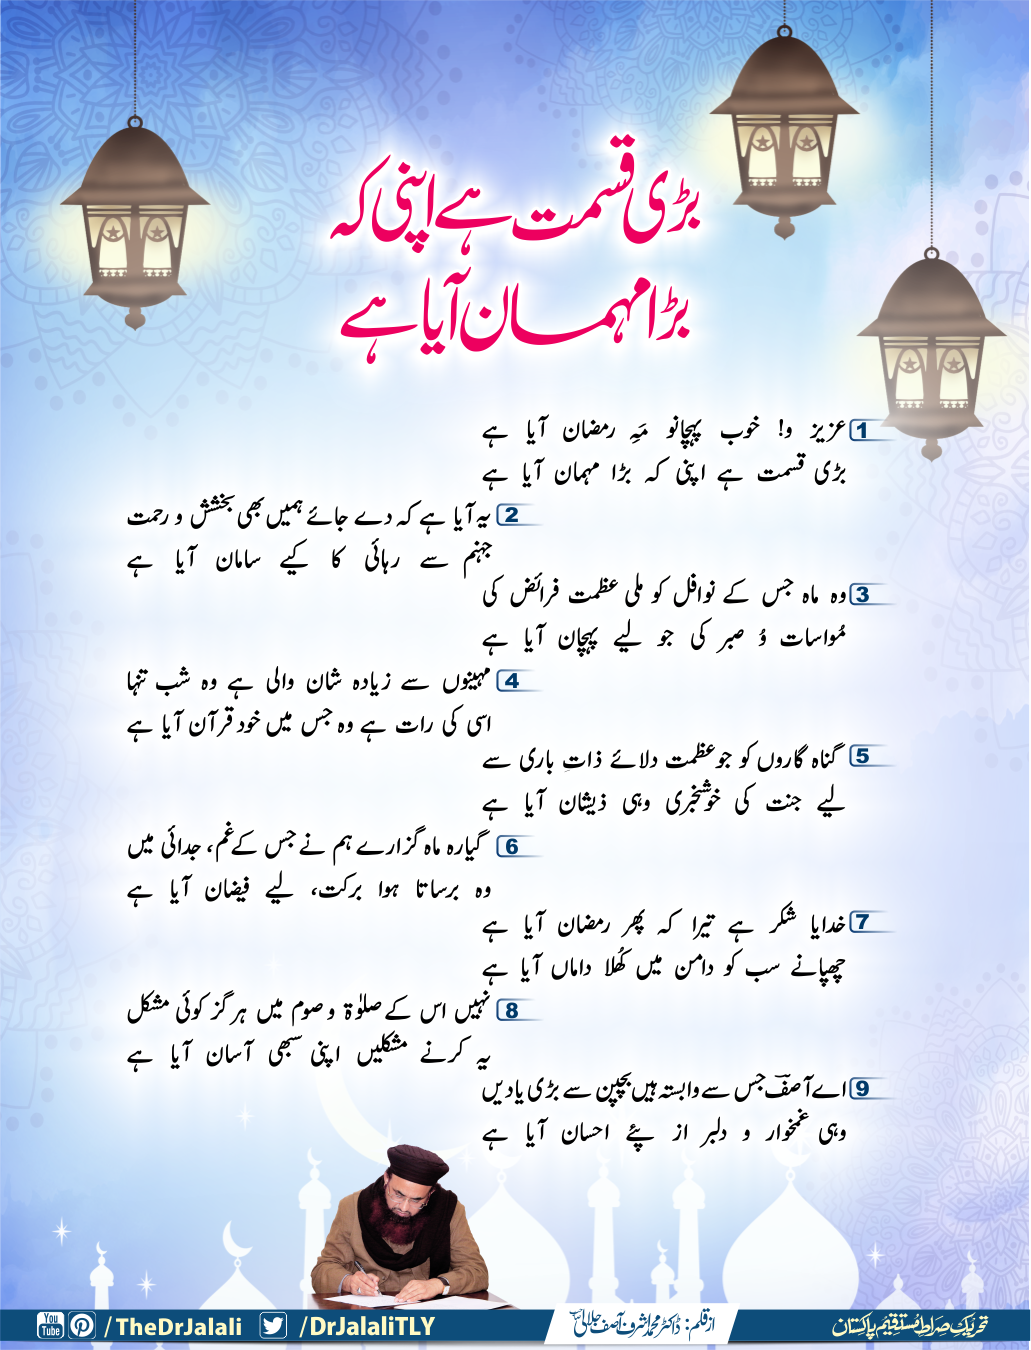 بڑی قسمت ہے اپنی کہ
بڑا مہمان آیا ہے
1 عزیز و! خوب پہچانو مَہِ رمضان آیا ہے
بڑی قسمت ہے اپنی کہ بڑا مہمان آیا ہے
2 یہ آیا ہے کہ دے جائے ہمیں بھی بخشش و رحمت
جہنم سے رہائی کا کیے سامان آیا ہے
3 وہ ماہ جس کے نوافل کو ملی عظمت فرائض کی
مُواسات وُ صبر کی جو لیے پہچان آیا ہے
4 مہینوں سے زیادہ شان والی ہے وہ شب تنہا
اسی کی رات ہے وہ جس میں خود قرآن آیا ہے
5 گناہ گاروں کو جو عظمت دلائے ذاتِ باری سے
لیے جنت کی خوشخبری وہی ذیشان آیا ہے
6 گیارہ ماہ گزارے ہم نے جس کے غم، جدائی میں
وہ برساتا ہوا برکت، لیے فیضان آیا ہے
7 خدایا شکر ہے تیرا کہ پھر رمضان آیا ہے
چھپانے سب کو دامن میں کُھلا داماں آیا ہے
8 نہیں اس کے صلوٰۃ و صوم میں ہرگز کوئی مشکل
یہ کرنے مشکلیں اپنی سبھی آسان آیا ہے
9 اے آصفؔ جس سے وابستہ ہیں بچپن سے بڑی یادیں
وہی غمخوار و دلبر از پئے احسان آیا ہے
You Tube /TheDrJalali /DrJalaliTLY از قلم: ڈاکٹر محمد اشرف آصف جلالی تحریک صراط مستقیم پاکستان